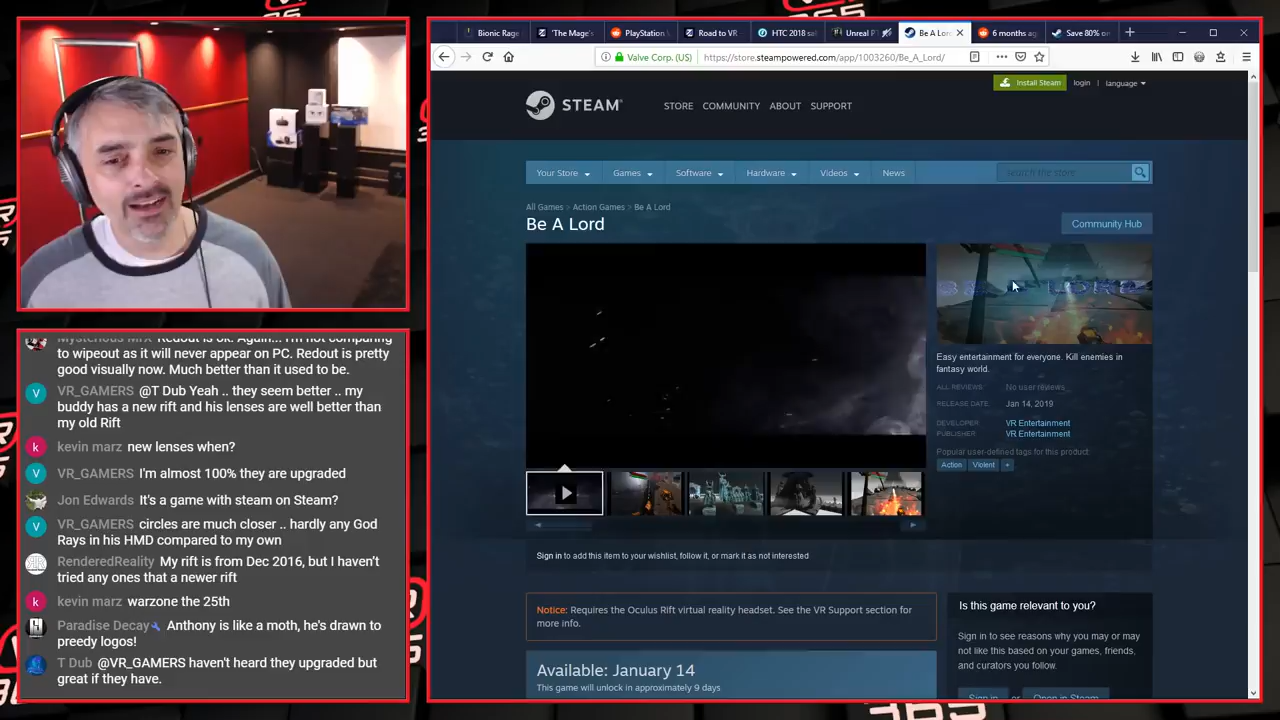 Bionic Rage
'The Mage's
PlayStation V
Road to VR
HTC 2018 sal
Unreal P
Be A Lord
6 months ag
Save 80% on
Valve Corp. (US)
https://store.steampowered.com/app/1003260/Be_A_Lord/
Install Steam
login
language
STEAM
STORE
COMMUNITY
ABOUT
SUPPORT
Your Store
Games
Software
Hardware
Videos
News
search the store
All Games > Action Games > Be A Lord
Be A Lord
Community Hub
BE A LORD
Easy entertainment for everyone. Kill enemies in
fantasy world.
ALL REVIEWS: No user reviews
RELEASE DATE: Jan 14, 2019
DEVELOPER: VR Entertainment
PUBLISHER: VR Entertainment
Popular user-defined tags for this product:
Action
Violent
+
Sign in to add this item to your wishlist, follow it, or mark it as not interested
Notice: Requires the Oculus Rift virtual reality headset. See the VR Support section for
more info.
Available: January 14
This game will unlock in approximately 9 days
Is this game relevant to you?
Sign in to see reasons why you may or may
not like this based on your games, friends,
and curators you follow.
Sign in or Open in Steam
Mysterious MrX Redout is ok. Again... I'm not comparing
to wipeout as it will never appear on PC. Redout is pretty
good visually now. Much better than it used to be.
VR_GAMERS @T Dub Yeah .. they seem better .. my
buddy has a new rift and his lenses are well better than
my old Rift
kevin marz new lenses when?
VR_GAMERS I'm almost 100% they are upgraded
Jon Edwards It's a game with steam on Steam?
VR_GAMERS circles are much closer .. hardly any God
Rays in his HMD compared to my own
RenderedReality My rift is from Dec 2016, but I haven't
tried any ones that a newer rift
kevin marz warzone the 25th
Paradise Decay Anthony is like a moth, he's drawn to
preedy logos!
T Dub @VR_GAMERS haven't heard they upgraded but
great if they have.